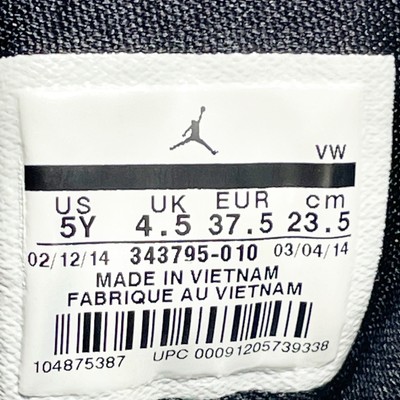 VW
US UK EUR cm
5Y 4.5 37.5 23.5
02/12/14 343795-010 03/04/14
MADE IN VIETNAM
FABRIQUE AU VIETNAM
104875387 UPC 00091205739338